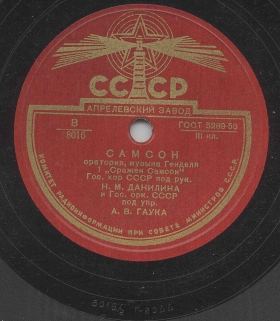 СССР
АПРЕЛЕВСКИЙ ЗАВОД
В 8016
ГОСТ 5289-50
III кл.
САМСОН
оратория, музыка Генделя
1 „Сражен Самсон“
Гос. хор СССР под рук.
Н. М. ДАНИЛИНА
и Гос. орк. СССР
под упр.
А. В. ГАУКА
КОМИТЕТ РАДИОИНФОРМАЦИИ ПРИ СОВЕТЕ МИНИСТРОВ СССР